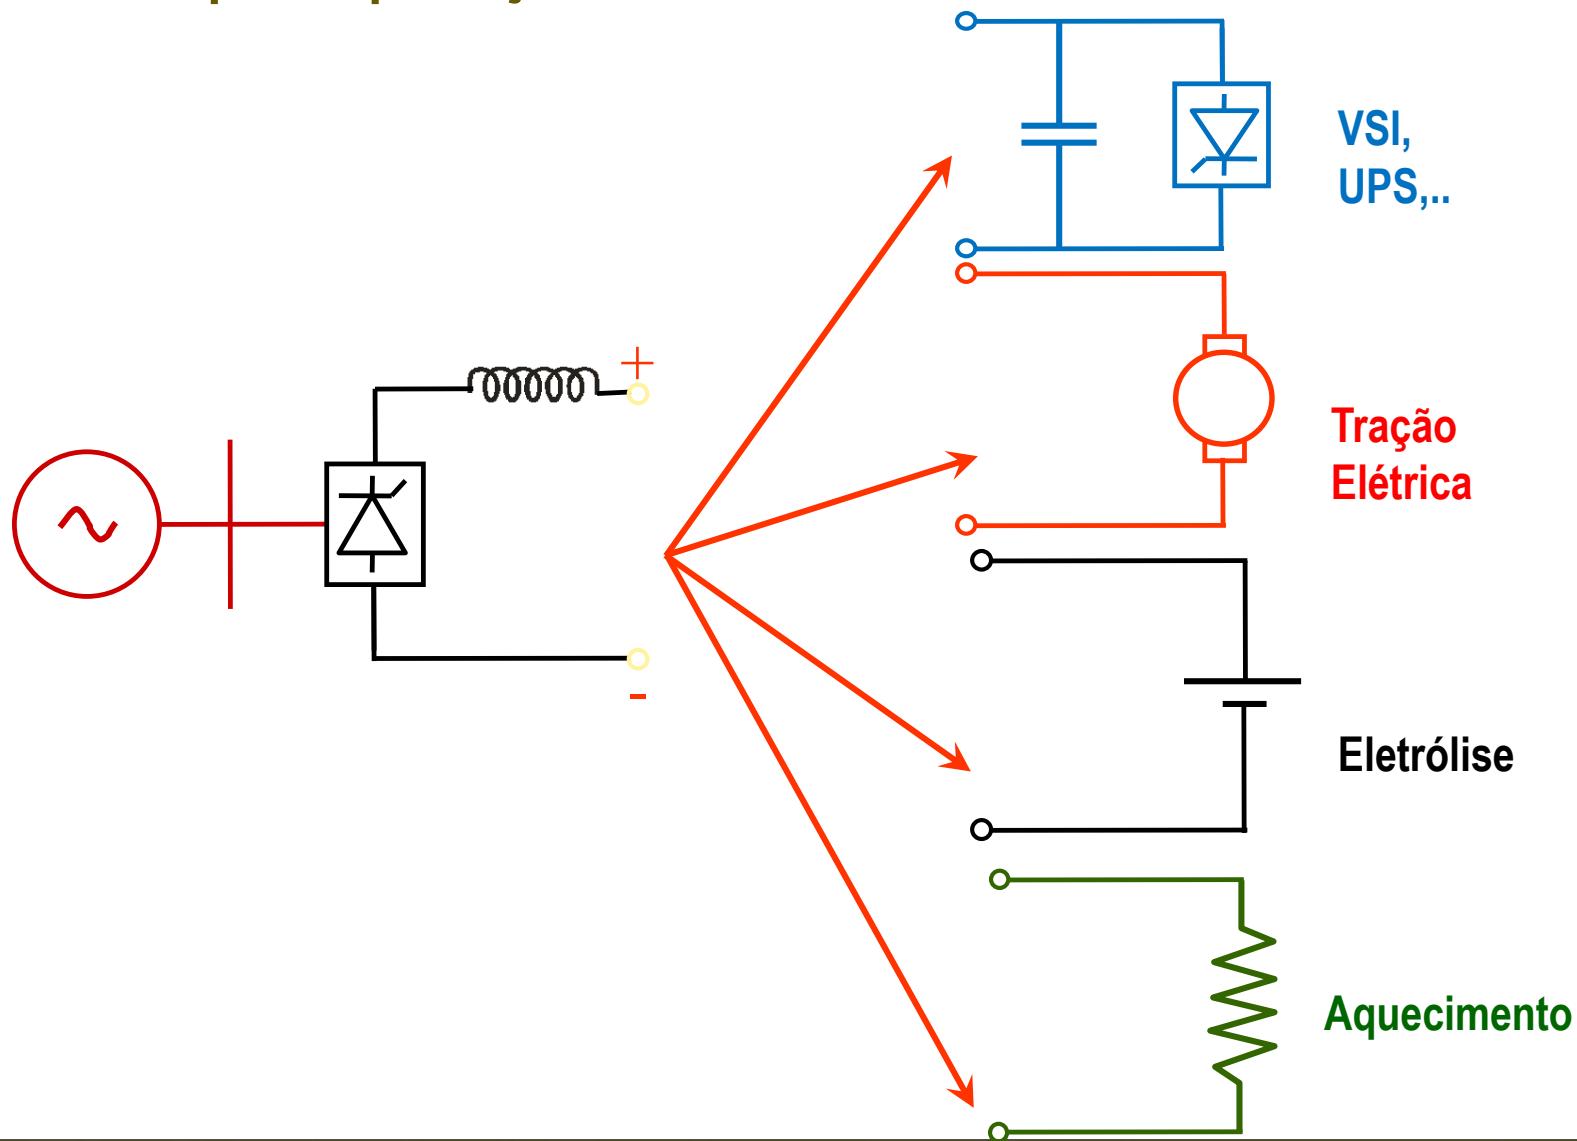 VSI,
UPS,..
+
Tração
Elétrica
-
Eletrólise
Aquecimento